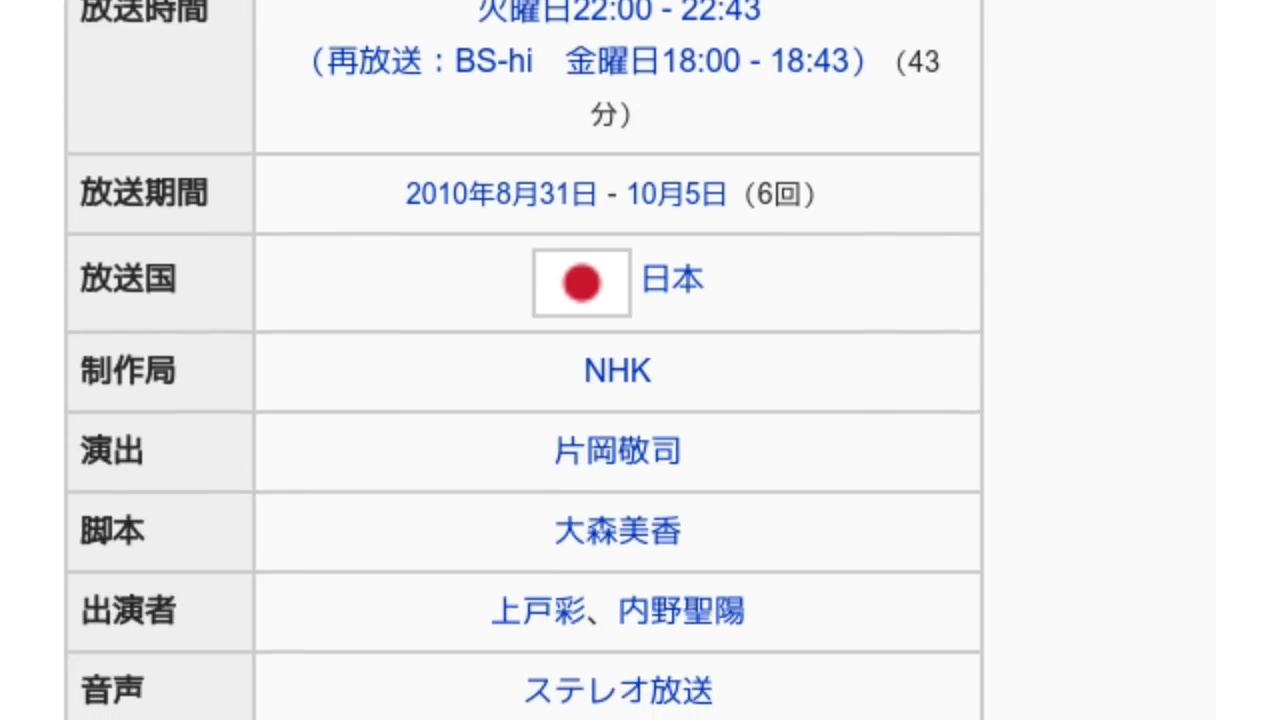 放送時間
火曜日22:00 - 22:43
（再放送：BS-hi　金曜日18:00 - 18:43）（43
分）
放送期間 2010年8月31日 - 10月5日（6回）
放送国 日本
制作局 NHK
演出 片岡敬司
脚本 大森美香
出演者 上戸彩、内野聖陽
音声 ステレオ放送